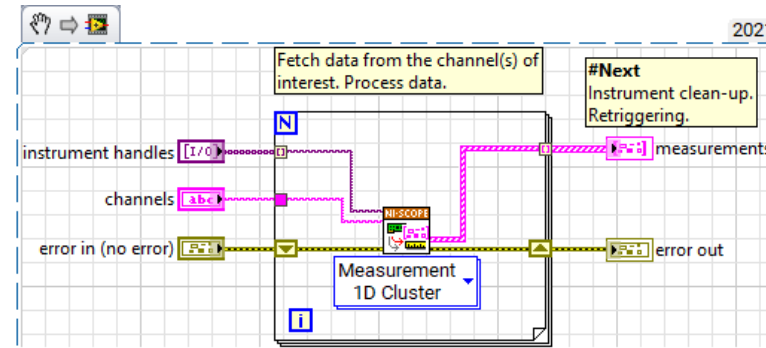 2021
Fetch data from the channel(s) of
interest. Process data.
#Next
Instrument clean-up.
Retriggering.
N
instrument handles
[I/O]
measurements
channels
abc
NI-SCOPE
error in (no error)
error out
Measurement
1D Cluster
i